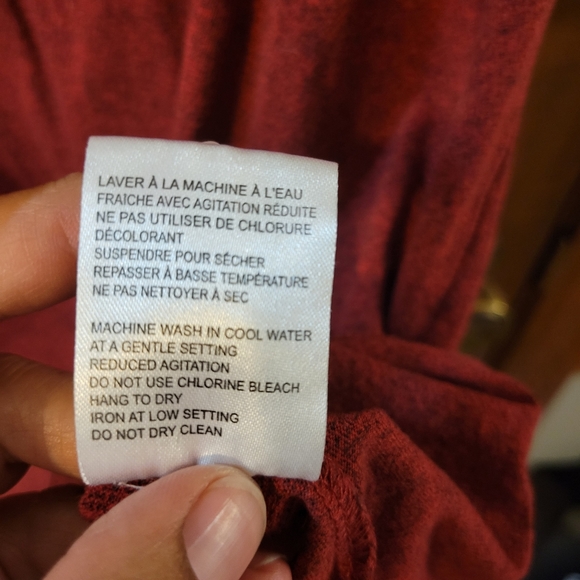 LAVER À LA MACHINE À L'EAU
FRAICHE AVEC AGITATION RÉDUITE
NE PAS UTILISER DE CHLORURE
DÉCOLORANT
SUSPENDRE POUR SÉCHER
REPASSER À BASSE TEMPÉRATURE
NE PAS NETTOYER À SEC
MACHINE WASH IN COOL WATER
AT A GENTLE SETTING
REDUCED AGITATION
DO NOT USE CHLORINE BLEACH
HANG TO DRY
IRON AT LOW SETTING
DO NOT DRY CLEAN